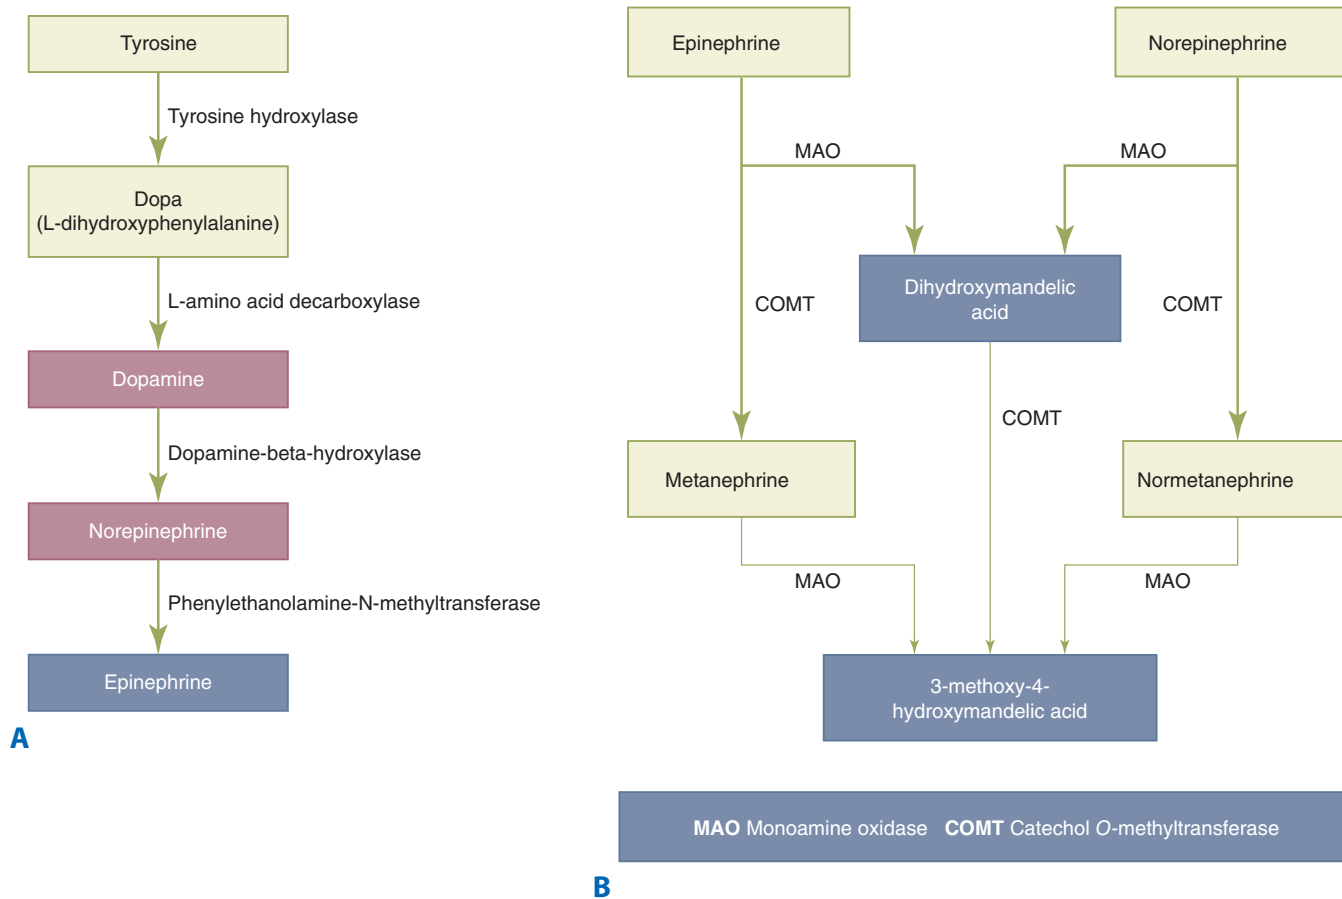 Tyrosine
Tyrosine hydroxylase
Dopa
(L-dihydroxyphenylalanine)
L-amino acid decarboxylase
Dopamine
Dopamine-beta-hydroxylase
Norepinephrine
Phenylethanolamine-N-methyltransferase
Epinephrine
A
Epinephrine
Norepinephrine
MAO
MAO
Dihydroxymandelic
acid
COMT
COMT
COMT
Metanephrine
Normetanephrine
MAO
MAO
3-methoxy-4-
hydroxymandelic acid
MAO Monoamine oxidase COMT Catechol O-methyltransferase
B